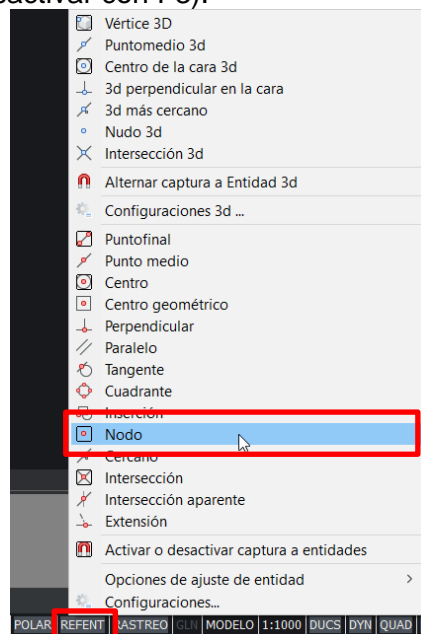 Vértice 3D
Puntomedio 3d
Centro de la cara 3d
3d perpendicular en la cara
3d más cercano
Nudo 3d
Intersección 3d
Alternar captura a Entidad 3d
Configuraciones 3d ...
Puntofinal
Punto medio
Centro
Centro geométrico
Perpendicular
Paralelo
Tangente
Cuadrante
Inserción
Nodo
Cercano
Intersección
Intersección aparente
Extensión
Activar o desactivar captura a entidades
Opciones de ajuste de entidad >
Configuraciones...
POLAR REFENT RASTREO GLN MODELO 1:1000 DUCS DYN QUAD